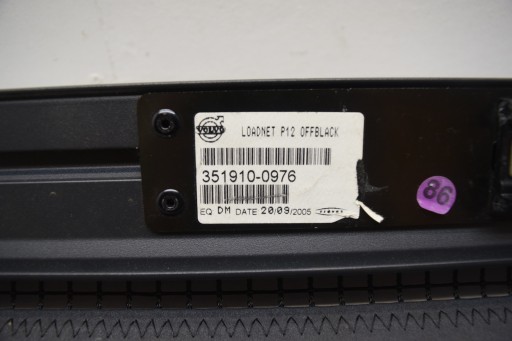 VOLVO
LOADNET P12 OFFBLACK
351910-0976
EQ DM DATE 20/09/2005
86